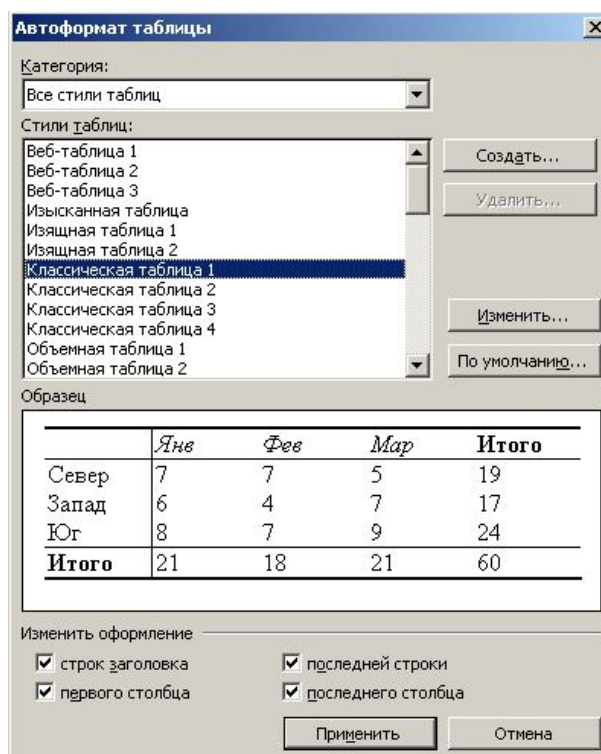 Автоформат таблицы
Категория:
Все стили таблиц
Стили таблиц:
Веб-таблица 1
Веб-таблица 2
Веб-таблица 3
Изысканная таблица
Изящная таблица 1
Изящная таблица 2
Классическая таблица 1
Классическая таблица 2
Классическая таблица 3
Классическая таблица 4
Объемная таблица 1
Объемная таблица 2
Создать...
Удалить...
Изменить...
По умолчанию...
Образец
Янв Фев Мар Итого
Север 7 7 5 19
Запад 6 4 7 17
Юг 8 7 9 24
Итого 21 18 21 60
Изменить оформление
строк заголовка последней строки
первого столбца последнего столбца
Применить Отмена